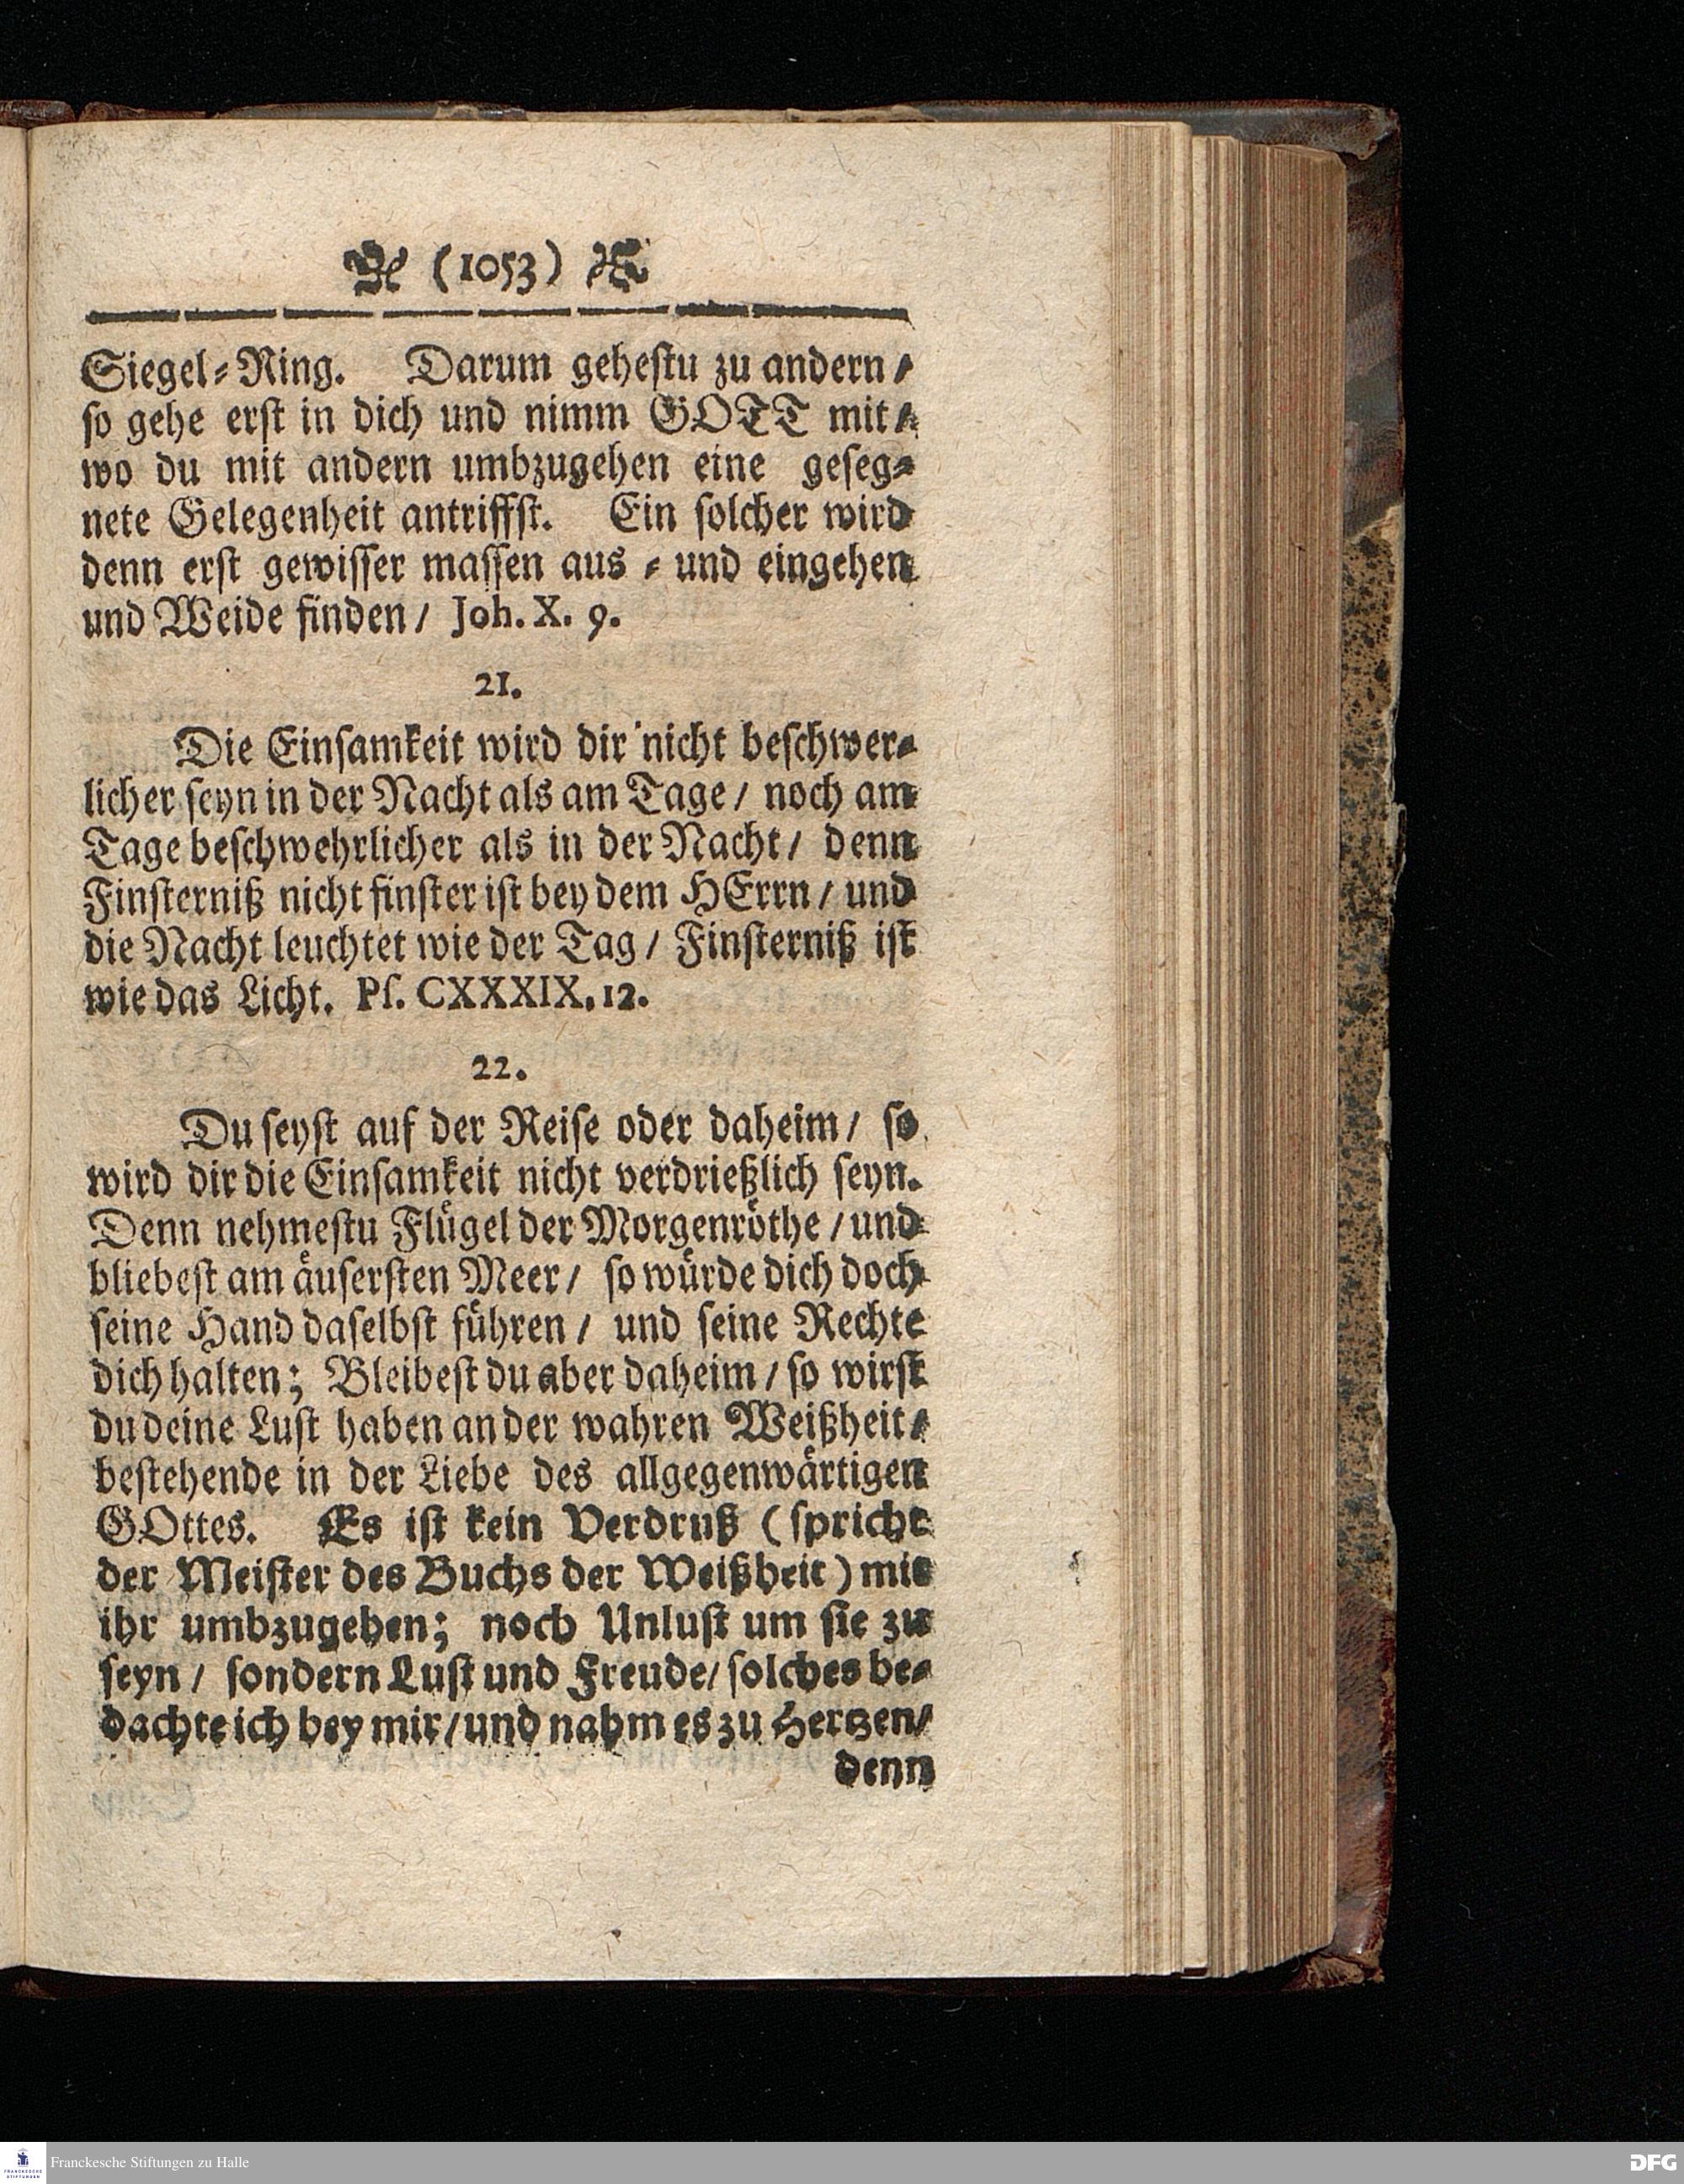 (1053)
Siegel-Ring. Darum gehestu zu andern/
so gehe erst in dich und nimm GOTT mit/
wo du mit andern umbzugehen eine geseg-
nete Gelegenheit antriffst. Ein solcher wird
denn erst gewisser massen aus - und eingehen
und Weide finden/ Joh. X. 9.
21.
Die Einsamkeit wird dir nicht beschwer-
licher seyn in der Nacht als am Tage/ noch am
Tage beschwehrlicher als in der Nacht/ denn
Finsterniß nicht finster ist bey dem HErrn/ und
die Nacht leuchtet wie der Tag/ Finsterniß ist
wie das Licht. Ps. CXXXIX. 12.
22.
Du seyst auf der Reise oder daheim/ so
wird dir die Einsamkeit nicht verdrießlich seyn.
Denn nehmestu Flügel der Morgenröthe/ und
bliebest am äusersten Meer/ so würde dich doch
seine Hand daselbst führen/ und seine Rechte
dich halten; Bleibest du aber daheim/ so wirst
du deine Lust haben an der wahren Weißheit/
bestehende in der Liebe des allgegenwärtigen
GOttes. Es ist kein Verdruß (spricht
der Meister des Buchs der Weißheit) mit
ihr umbzugehen; noch Unlust um sie zu
seyn/ sondern Lust und Freude/ solches be-
dachte ich bey mir/ und nahm es zu Hertzen/
denn
Franckesche Stiftungen zu Halle
DFG